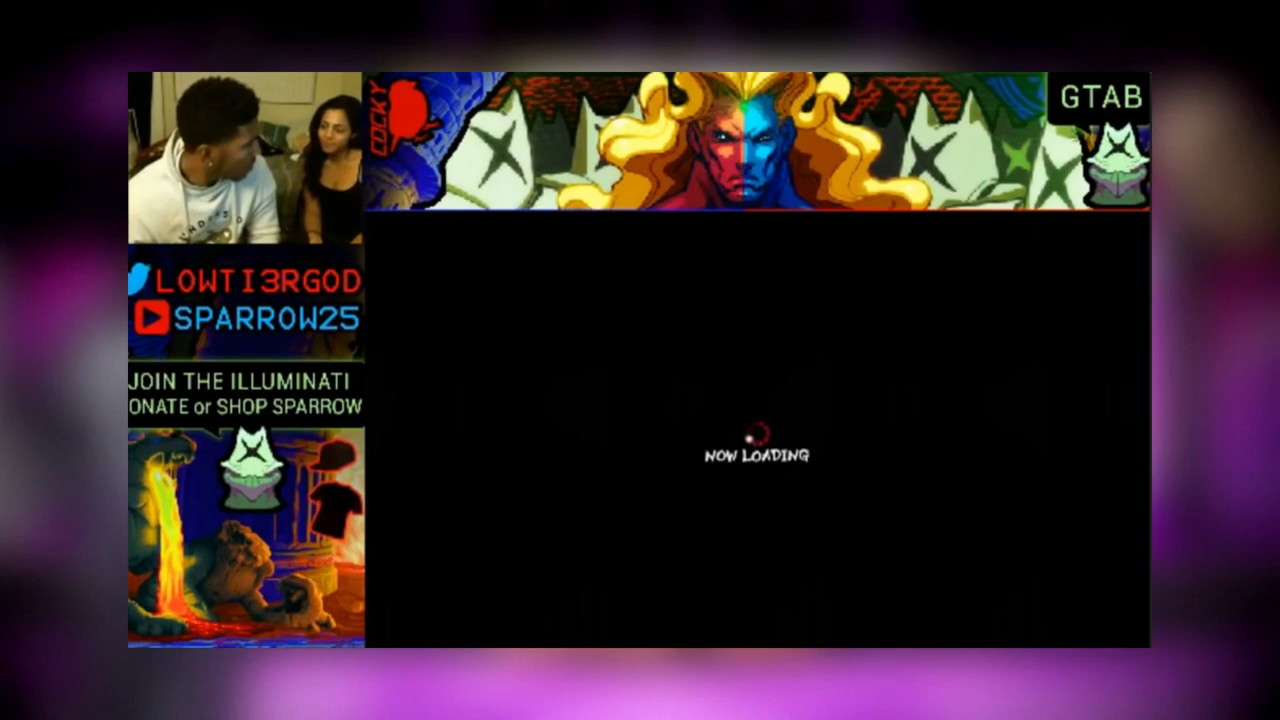 COCKY
GTAB
LOWTI3RGOD
SPARROW25
JOIN THE ILLUMINATI
ONATE or SHOP SPARROW
NOW LOADING